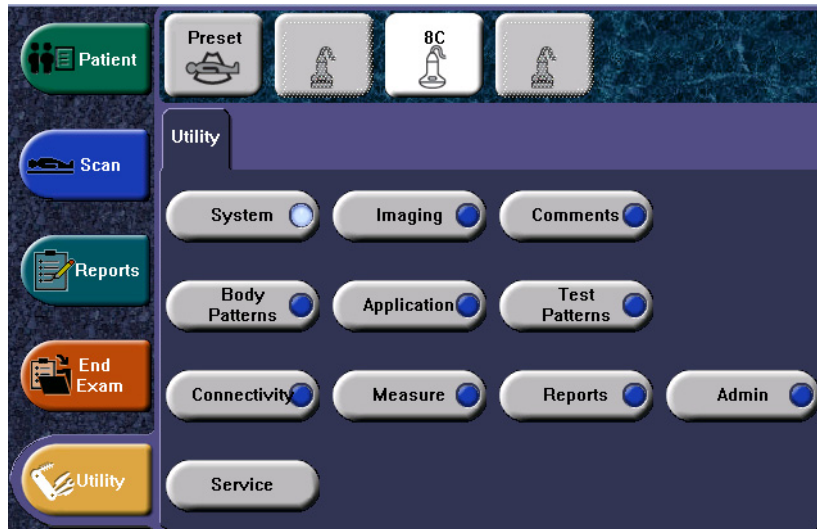 Patient
Preset
8C
Scan
Utility
System
Imaging
Comments
Reports
Body
Patterns
Application
Test
Patterns
End
Exam
Connectivity
Measure
Reports
Admin
Utility
Service